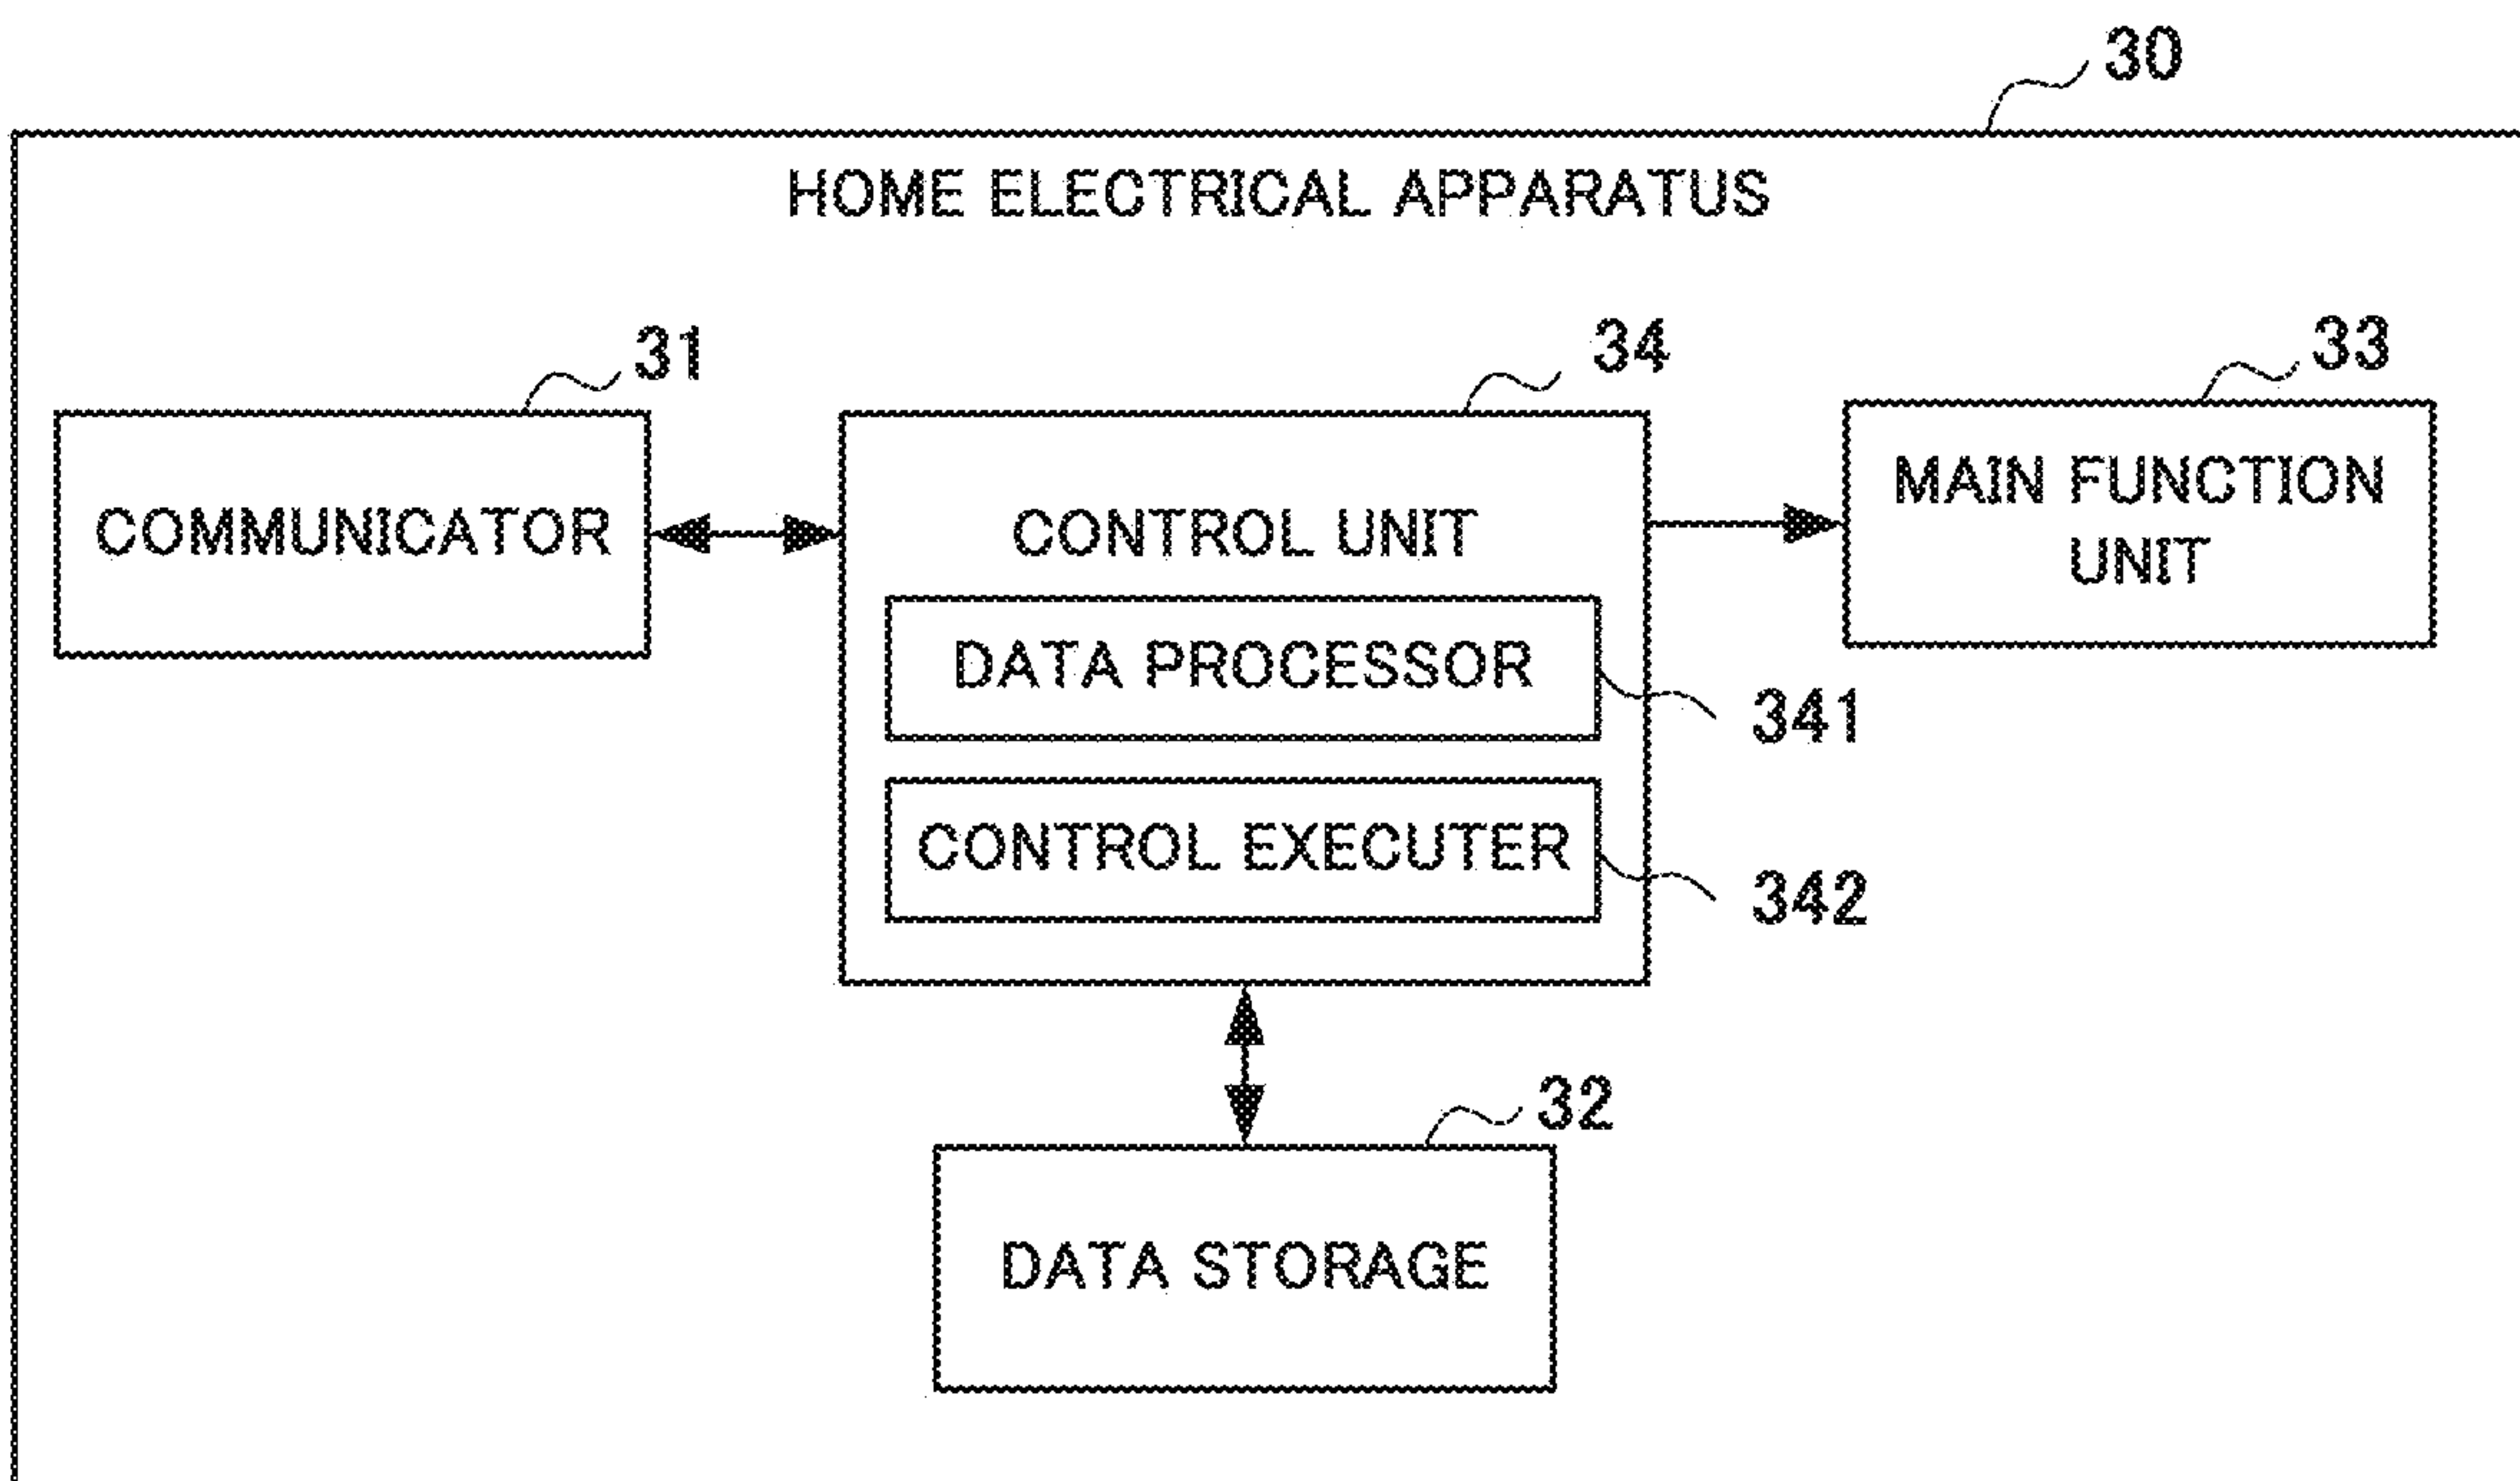 30
HOME ELECTRICAL APPARATUS
31
34
33
COMMUNICATOR
CONTROL UNIT
MAIN FUNCTION
UNIT
DATA PROCESSOR
341
CONTROL EXECUTER
342
32
DATA STORAGE